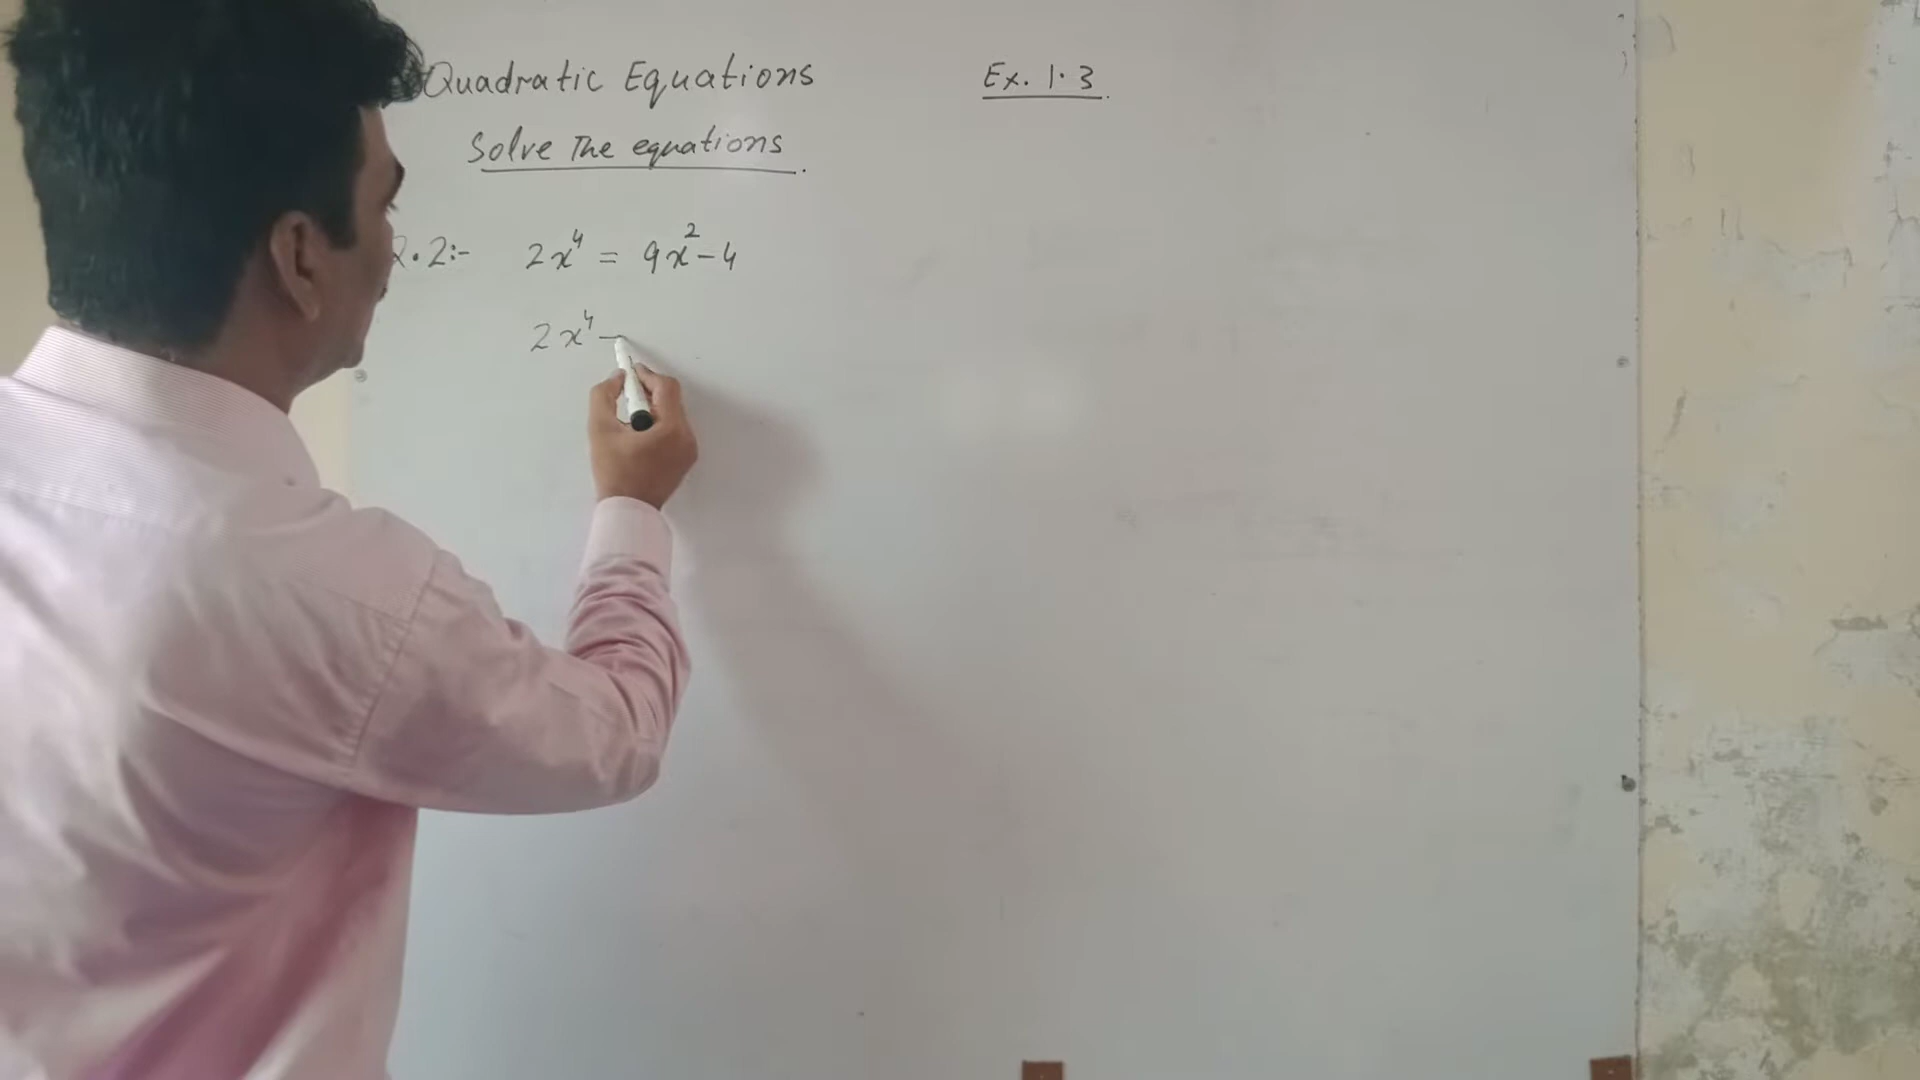 Quadratic Equations Ex. 1.3
Solve The equations.
Q.2:- 2x⁴ = 9x² - 4
2x⁴ -